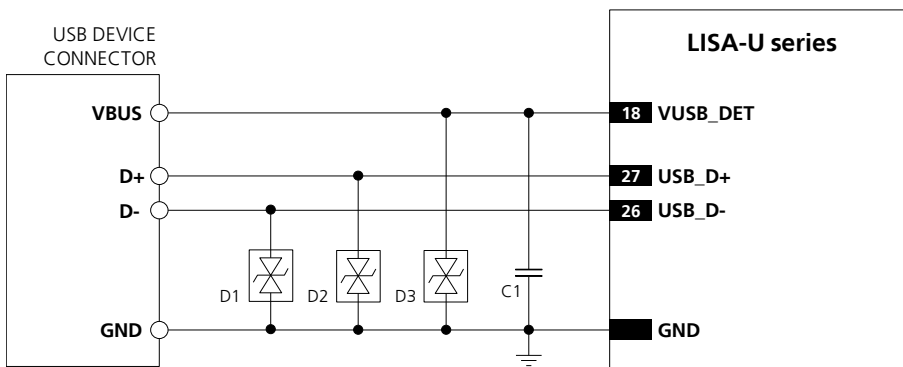 USB DEVICE
CONNECTOR
LISA-U series
VBUS
18 VUSB_DET
D+
27 USB_D+
D-
26 USB_D-
D1
D2
D3
C1
GND
GND